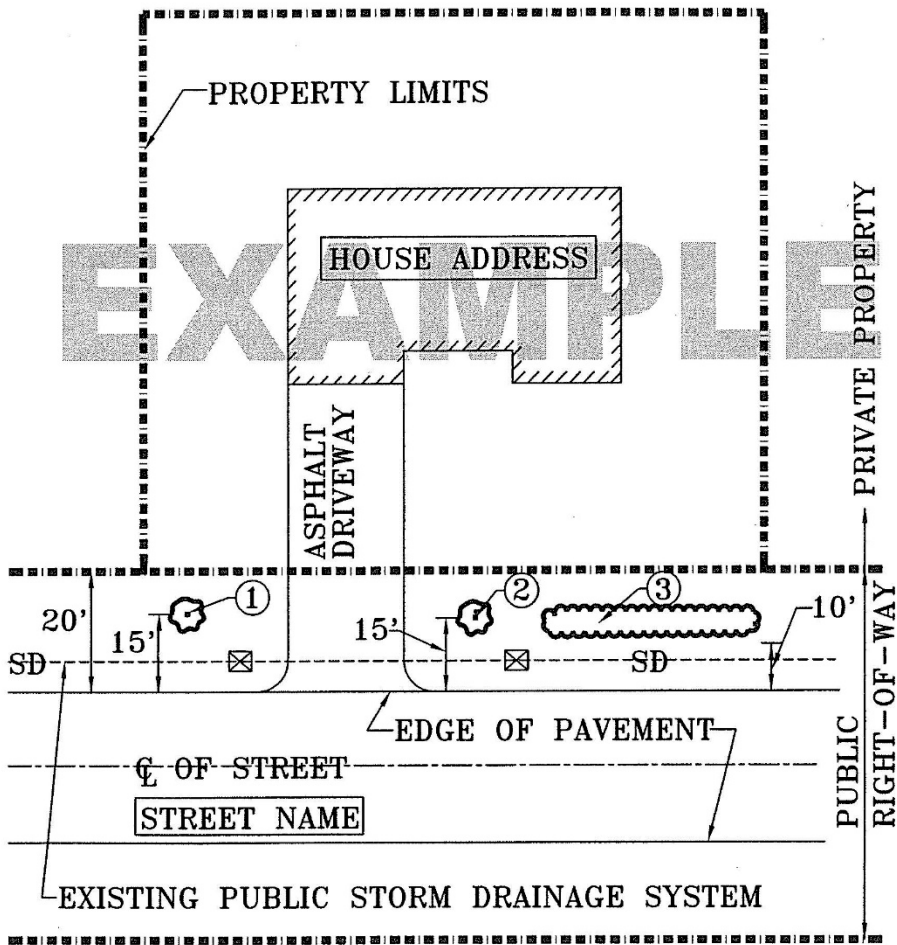 PROPERTY LIMITS
EXAMPLE
HOUSE ADDRESS
PRIVATE PROPERTY
ASPHALT
DRIVEWAY
1
2
3
20'
15'
15'
10'
SD
SD
EDGE OF PAVEMENT
PUBLIC
RIGHT-OF-WAY
℄ OF STREET
STREET NAME
EXISTING PUBLIC STORM DRAINAGE SYSTEM